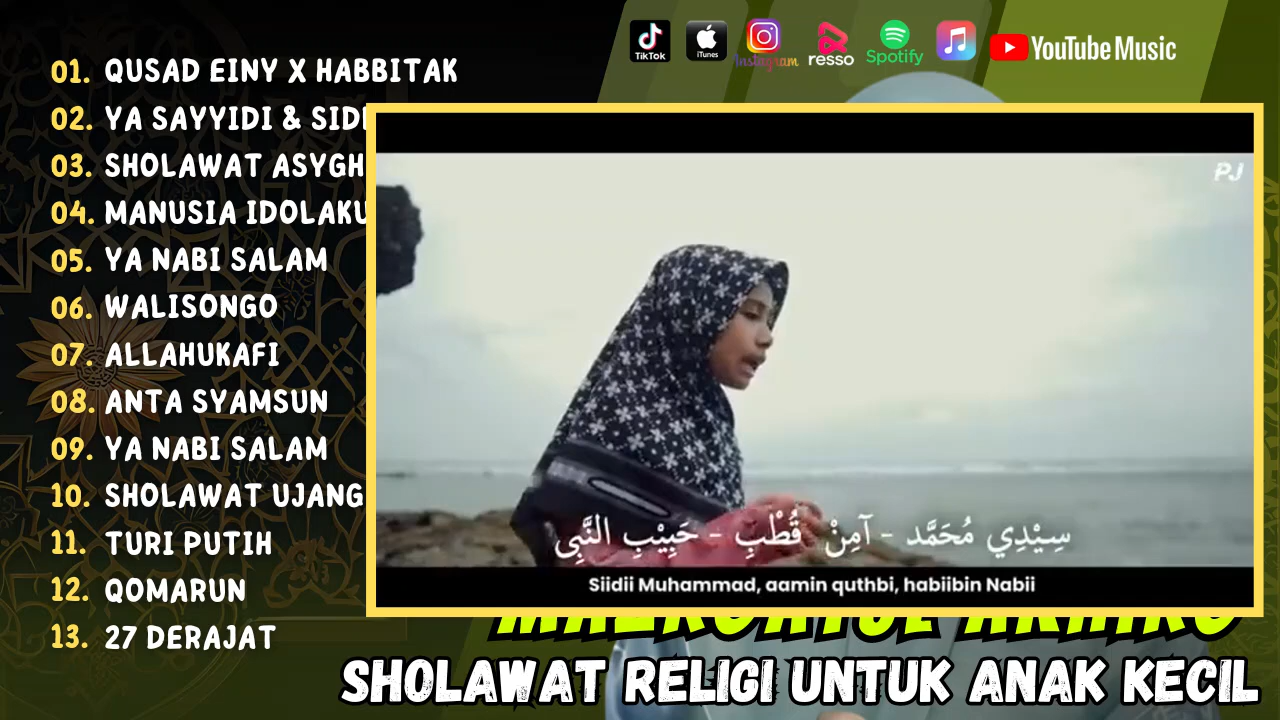 TikTok
iTunes
Instagram
resso
Spotify
YouTube Music
01. QUSAD EINY X HABBITAK
02. YA SAYYIDI &
03. SHOLAWAT
04. MANUSIA IDOLAKU
05. YA NABI SALAM
06. WALISONGO
07. ALLAHUKAFI
08. ANTA SYAMSUN
09. YA NABI SALAM
10. SHOLAWAT UJANG
11. TURI PUTIH
12. QOMARUN
13. 27 DERAJAT
PJ
سِيْدِي مُحَمَّد - آمِنْ قُطْبِ - حَبِيْبِ النَّبِى
Siidii Muhammad, aamin quthbi, habiibin Nabii
SHOLAWAT RELIGI UNTUK ANAK KECIL